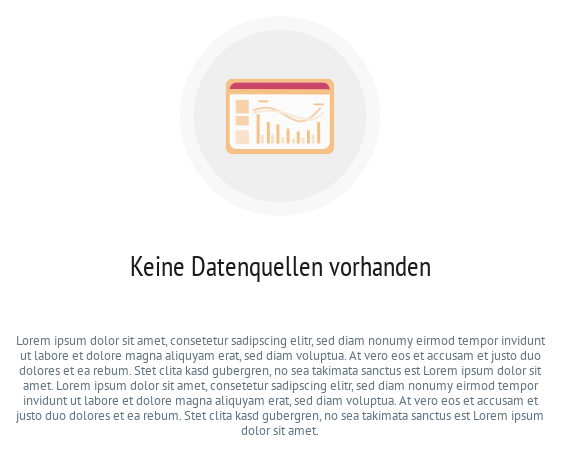 Keine Datenquellen vorhanden
Lorem ipsum dolor sit amet, consetetur sadipscing elitr, sed diam nonumy eirmod tempor invidunt
ut labore et dolore magna aliquyam erat, sed diam voluptua. At vero eos et accusam et justo duo
dolores et ea rebum. Stet clita kasd gubergren, no sea takimata sanctus est Lorem ipsum dolor sit
amet. Lorem ipsum dolor sit amet, consetetur sadipscing elitr, sed diam nonumy eirmod tempor
invidunt ut labore et dolore magna aliquyam erat, sed diam voluptua. At vero eos et accusam et
justo duo dolores et ea rebum. Stet clita kasd gubergren, no sea takimata sanctus est Lorem ipsum
dolor sit amet.